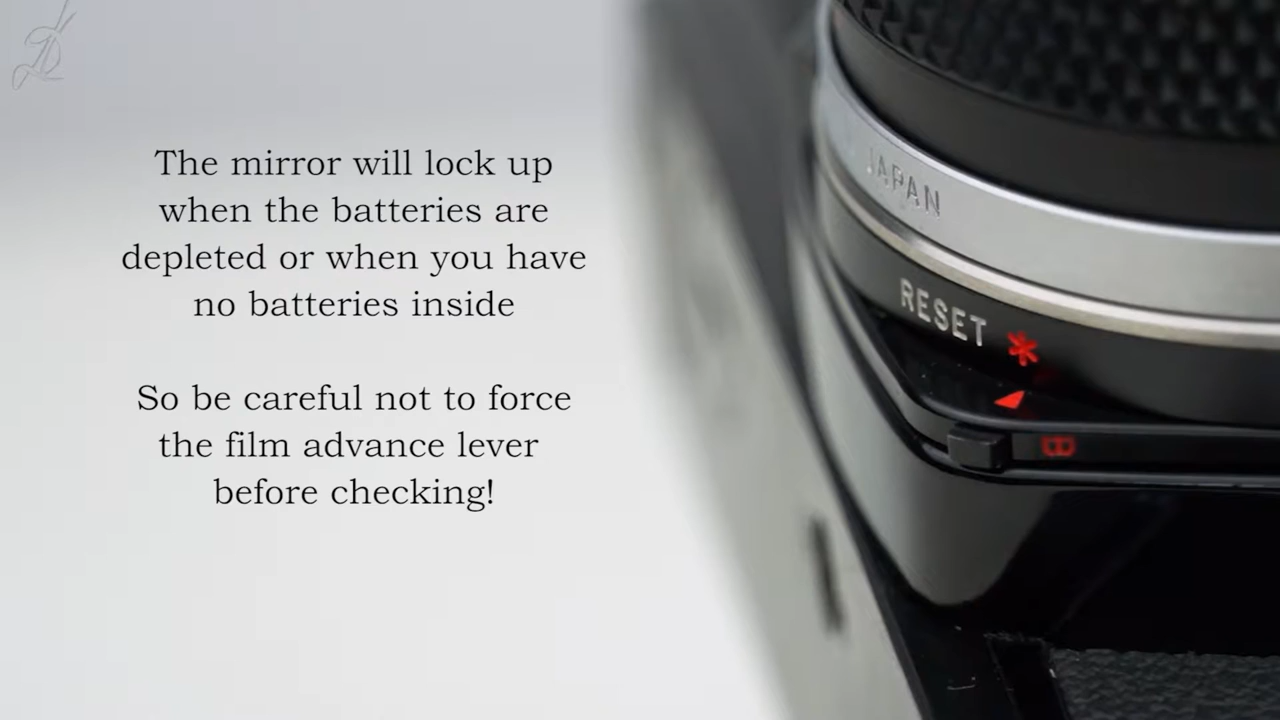 The mirror will lock up
when the batteries are
depleted or when you have
no batteries inside
So be careful not to force
the film advance lever
before checking!
JAPAN
RESET *
B